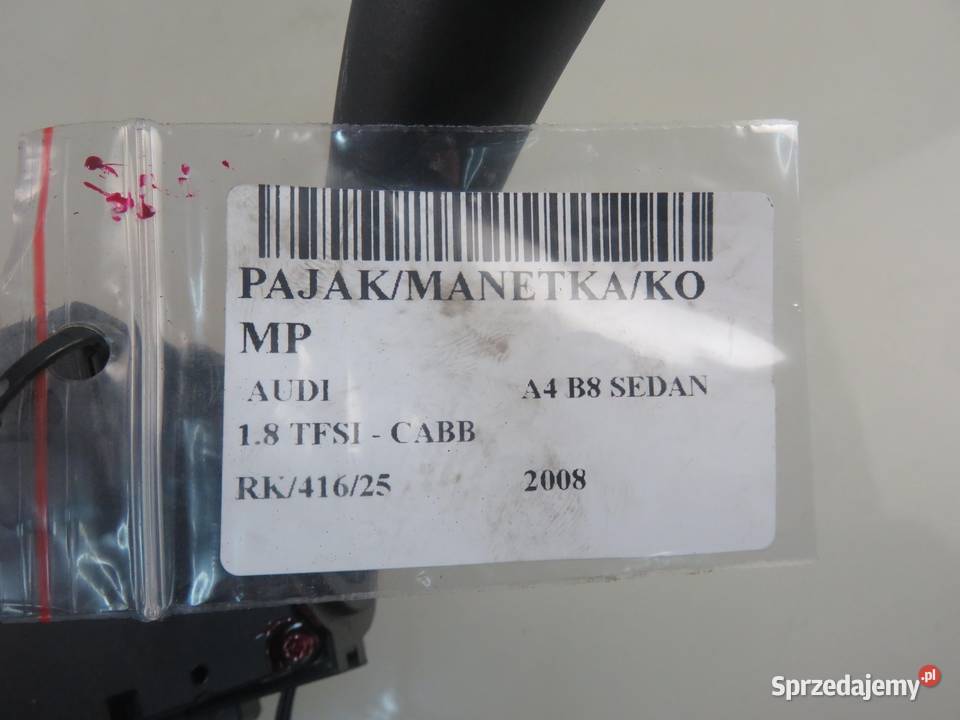 PAJAK/MANETKA/KO
MP
AUDI A4 B8 SEDAN
1.8 TFSI - CABB
RK/416/25 2008
Sprzedajemy.pl